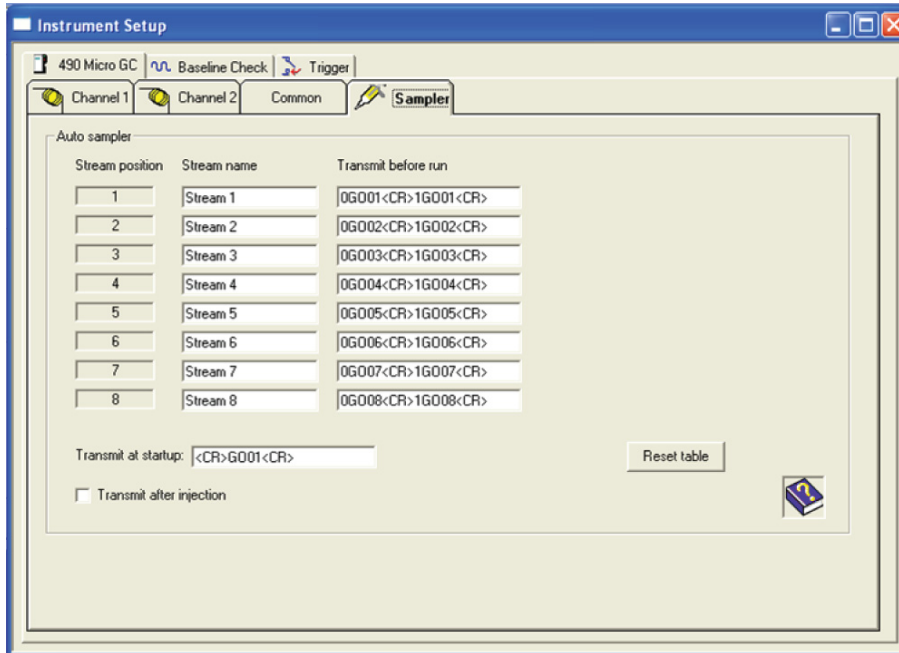 Instrument Setup
490 Micro GC Baseline Check Trigger
Channel 1 Channel 2 Common Sampler
Auto sampler
Stream position Stream name Transmit before run
1 Stream 1 0GO01<CR>1GO01<CR>
2 Stream 2 0GO02<CR>1GO02<CR>
3 Stream 3 0GO03<CR>1GO03<CR>
4 Stream 4 0GO04<CR>1GO04<CR>
5 Stream 5 0GO05<CR>1GO05<CR>
6 Stream 6 0GO06<CR>1GO06<CR>
7 Stream 7 0GO07<CR>1GO07<CR>
8 Stream 8 0GO08<CR>1GO08<CR>
Transmit at startup: <CR>GO01<CR> Reset table
Transmit after injection